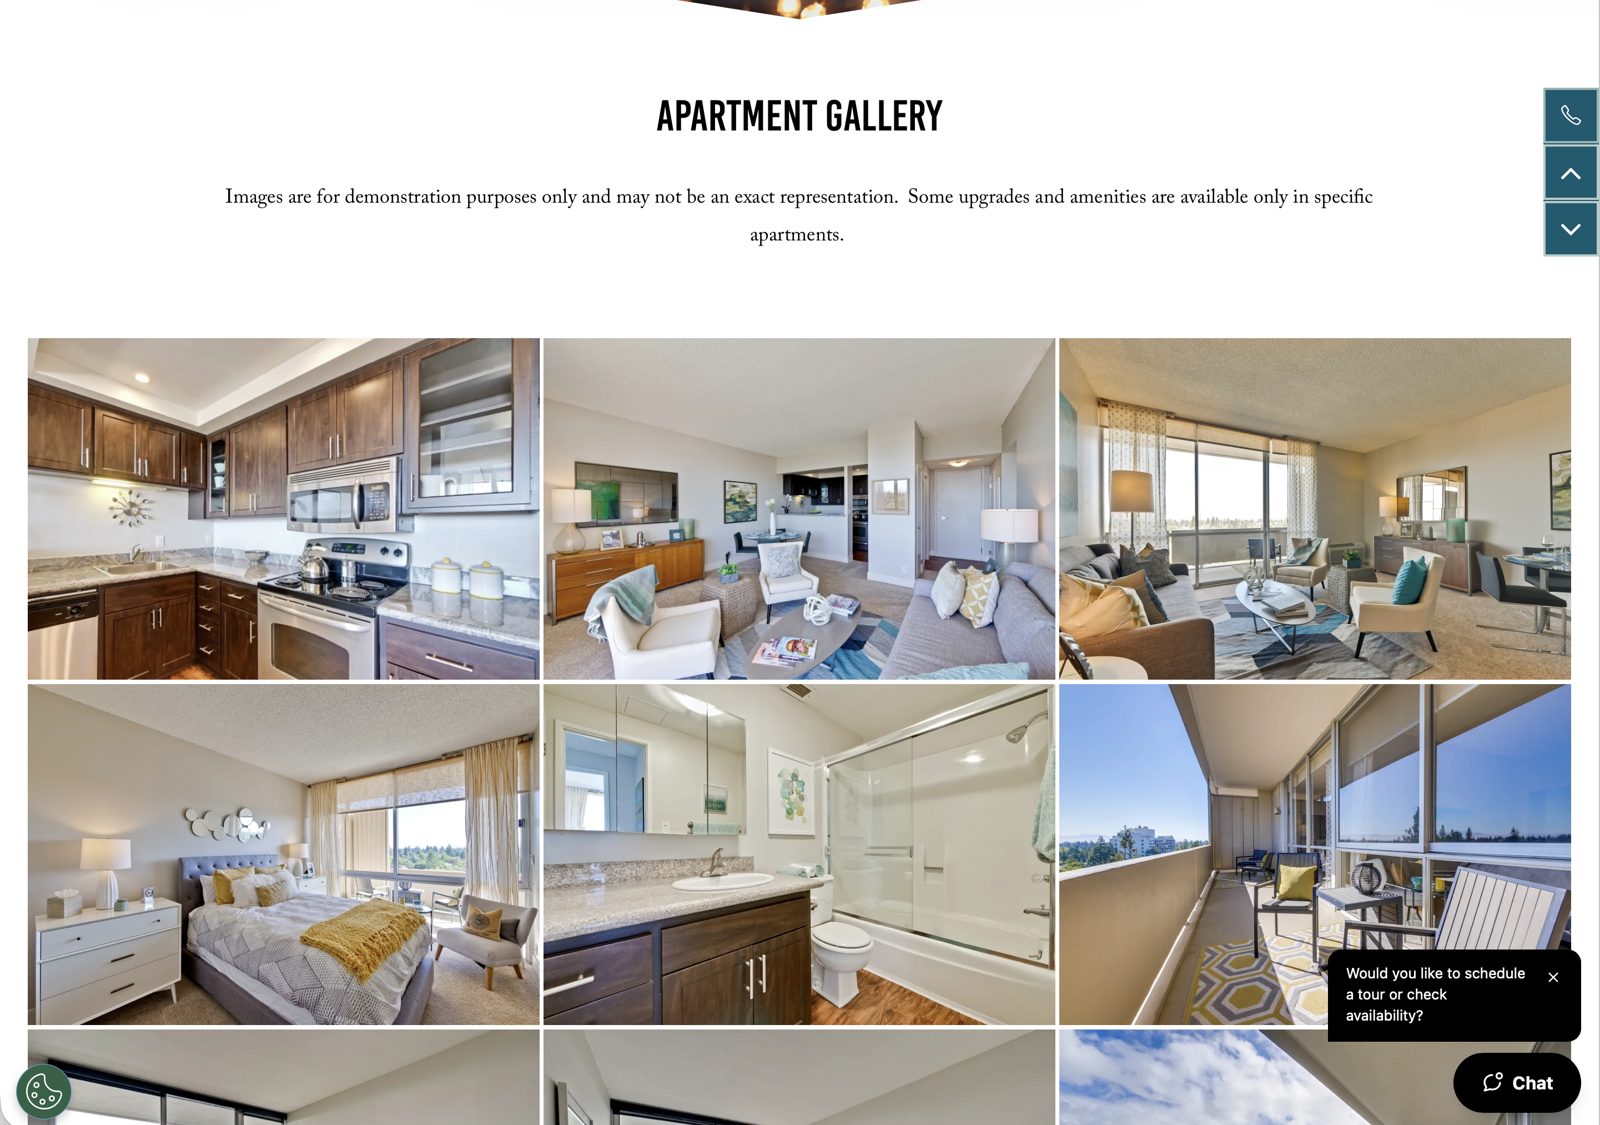 APARTMENT GALLERY
Images are for demonstration purposes only and may not be an exact representation.  Some upgrades and amenities are available only in specific
apartments.
Would you like to schedule
a tour or check
availability?
Chat